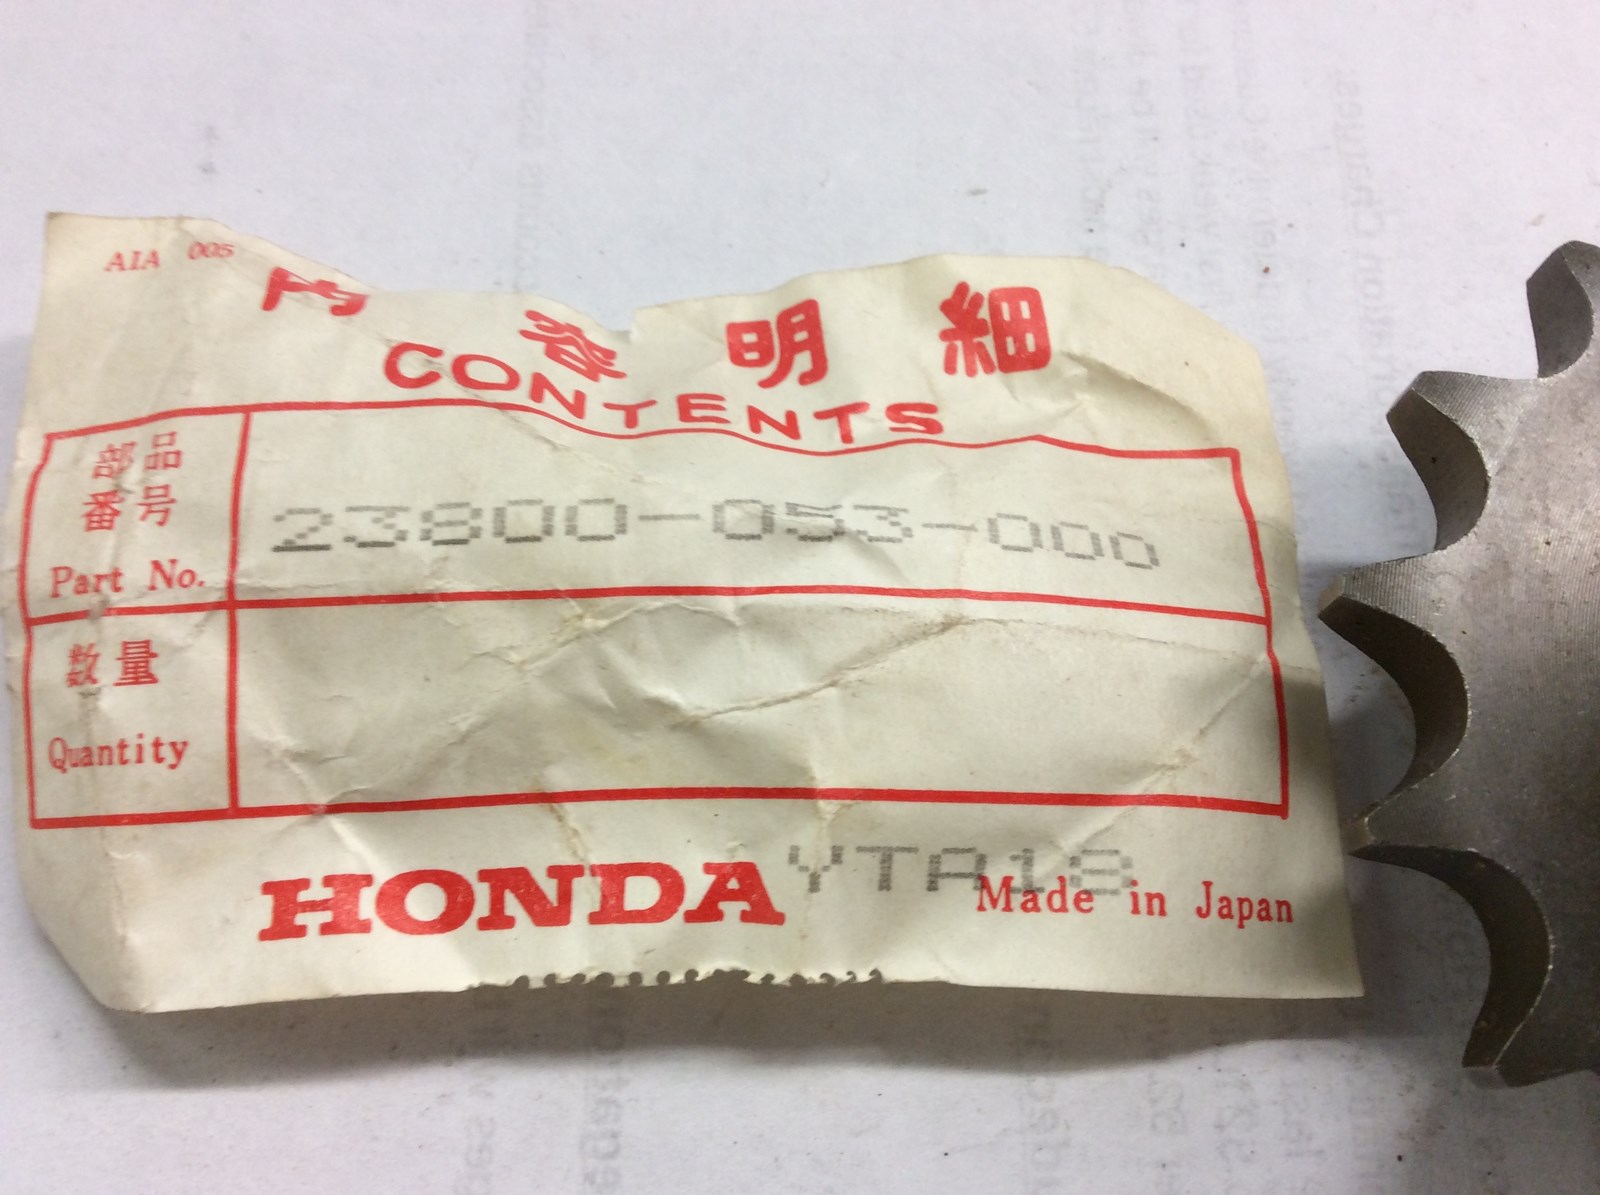 AIA 005
内容明細
CONTENTS
部品
番号
Part No.
23800-053-000
数量
Quantity
HONDA
YTA18
Made in Japan